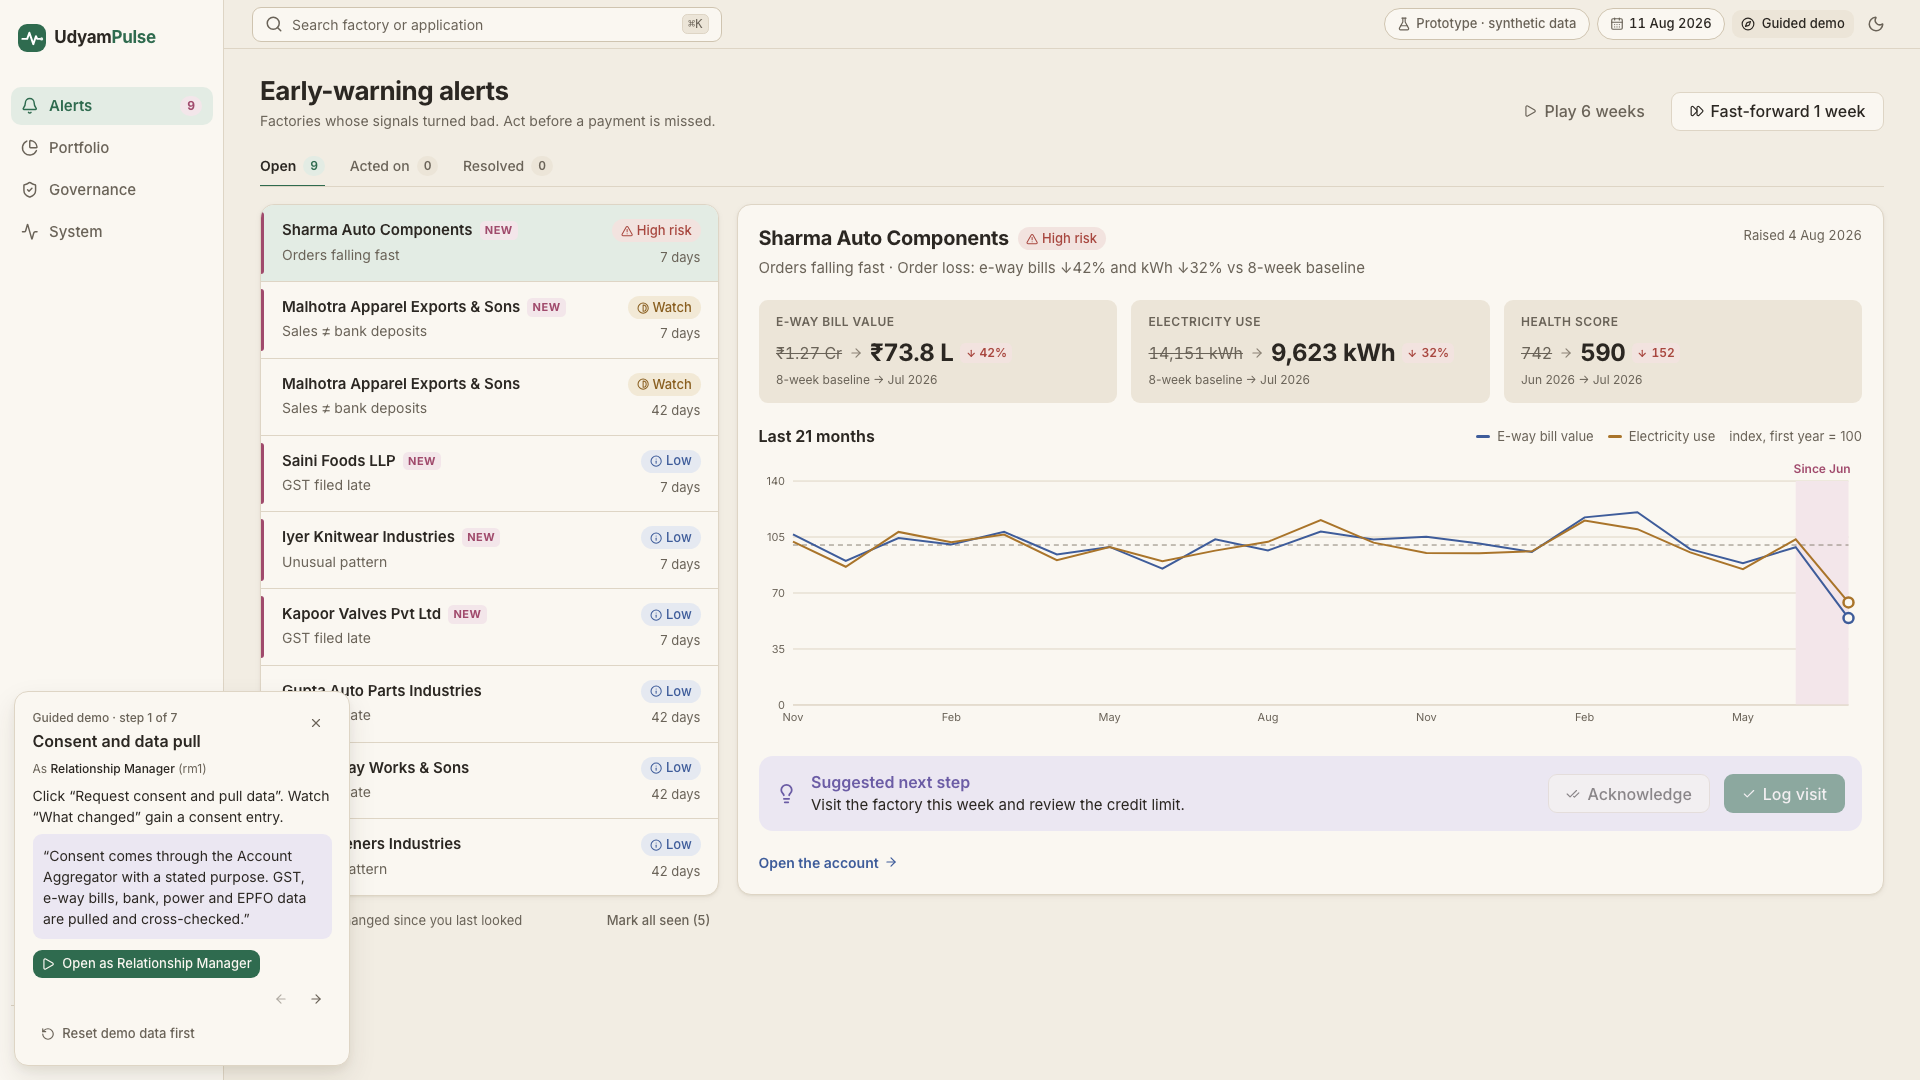 UdyamPulse
Search factory or application
⌘K
Prototype · synthetic data
11 Aug 2026
Guided demo
Alerts 9
Portfolio
Governance
System
Early-warning alerts
Factories whose signals turned bad. Act before a payment is missed.
Play 6 weeks
Fast-forward 1 week
Open 9
Acted on 0
Resolved 0
Sharma Auto Components NEW High risk
Orders falling fast 7 days
Malhotra Apparel Exports & Sons NEW Watch
Sales ≠ bank deposits 7 days
Malhotra Apparel Exports & Sons Watch
Sales ≠ bank deposits 42 days
Saini Foods LLP NEW Low
GST filed late 7 days
Iyer Knitwear Industries NEW Low
Unusual pattern 7 days
Kapoor Valves Pvt Ltd NEW Low
GST filed late 7 days
Gupta Auto Parts Industries Low
ate 42 days
ay Works & Sons Low
ate 42 days
eners Industries Low
attern 42 days
anged since you last looked
Mark all seen (5)
Sharma Auto Components High risk
Raised 4 Aug 2026
Orders falling fast · Order loss: e-way bills ↓42% and kWh ↓32% vs 8-week baseline
E-WAY BILL VALUE
₹1.27 Cr → ₹73.8 L ↓ 42%
8-week baseline → Jul 2026
ELECTRICITY USE
14,151 kWh → 9,623 kWh ↓ 32%
8-week baseline → Jul 2026
HEALTH SCORE
742 → 590 ↓ 152
Jun 2026 → Jul 2026
Last 21 months
E-way bill value
Electricity use
index, first year = 100
Since Jun
140
105
70
35
0
Nov Feb May Aug Nov Feb May
Suggested next step
Visit the factory this week and review the credit limit.
Acknowledge
Log visit
Open the account →
Guided demo · step 1 of 7
Consent and data pull
As Relationship Manager (rm1)
Click “Request consent and pull data”. Watch
“What changed” gain a consent entry.
“Consent comes through the Account
Aggregator with a stated purpose. GST,
e-way bills, bank, power and EPFO data
are pulled and cross-checked.”
Open as Relationship Manager
← →
Reset demo data first